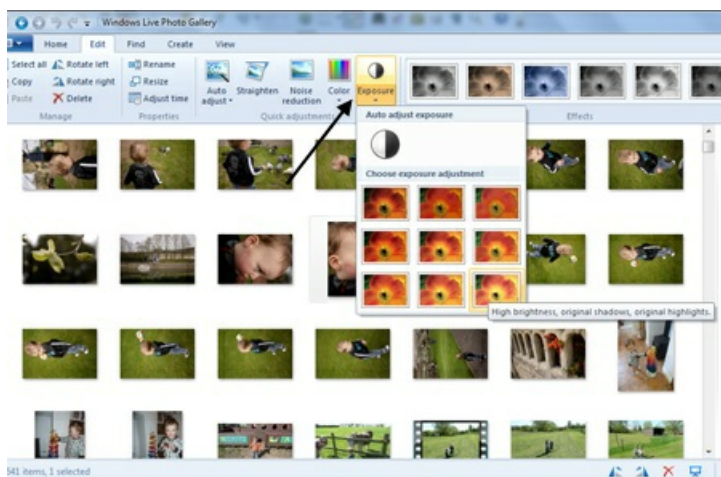 Windows Live Photo Gallery
Home Edit Find Create View
Select all Rotate left Rename
Copy Rotate right Resize
Paste Delete Adjust time
Auto adjust Straighten Noise reduction Color Exposure
Manage Properties Quick adjustments Effects
Auto adjust exposure
Choose exposure adjustment
High brightness, original shadows, original highlights.
541 items, 1 selected